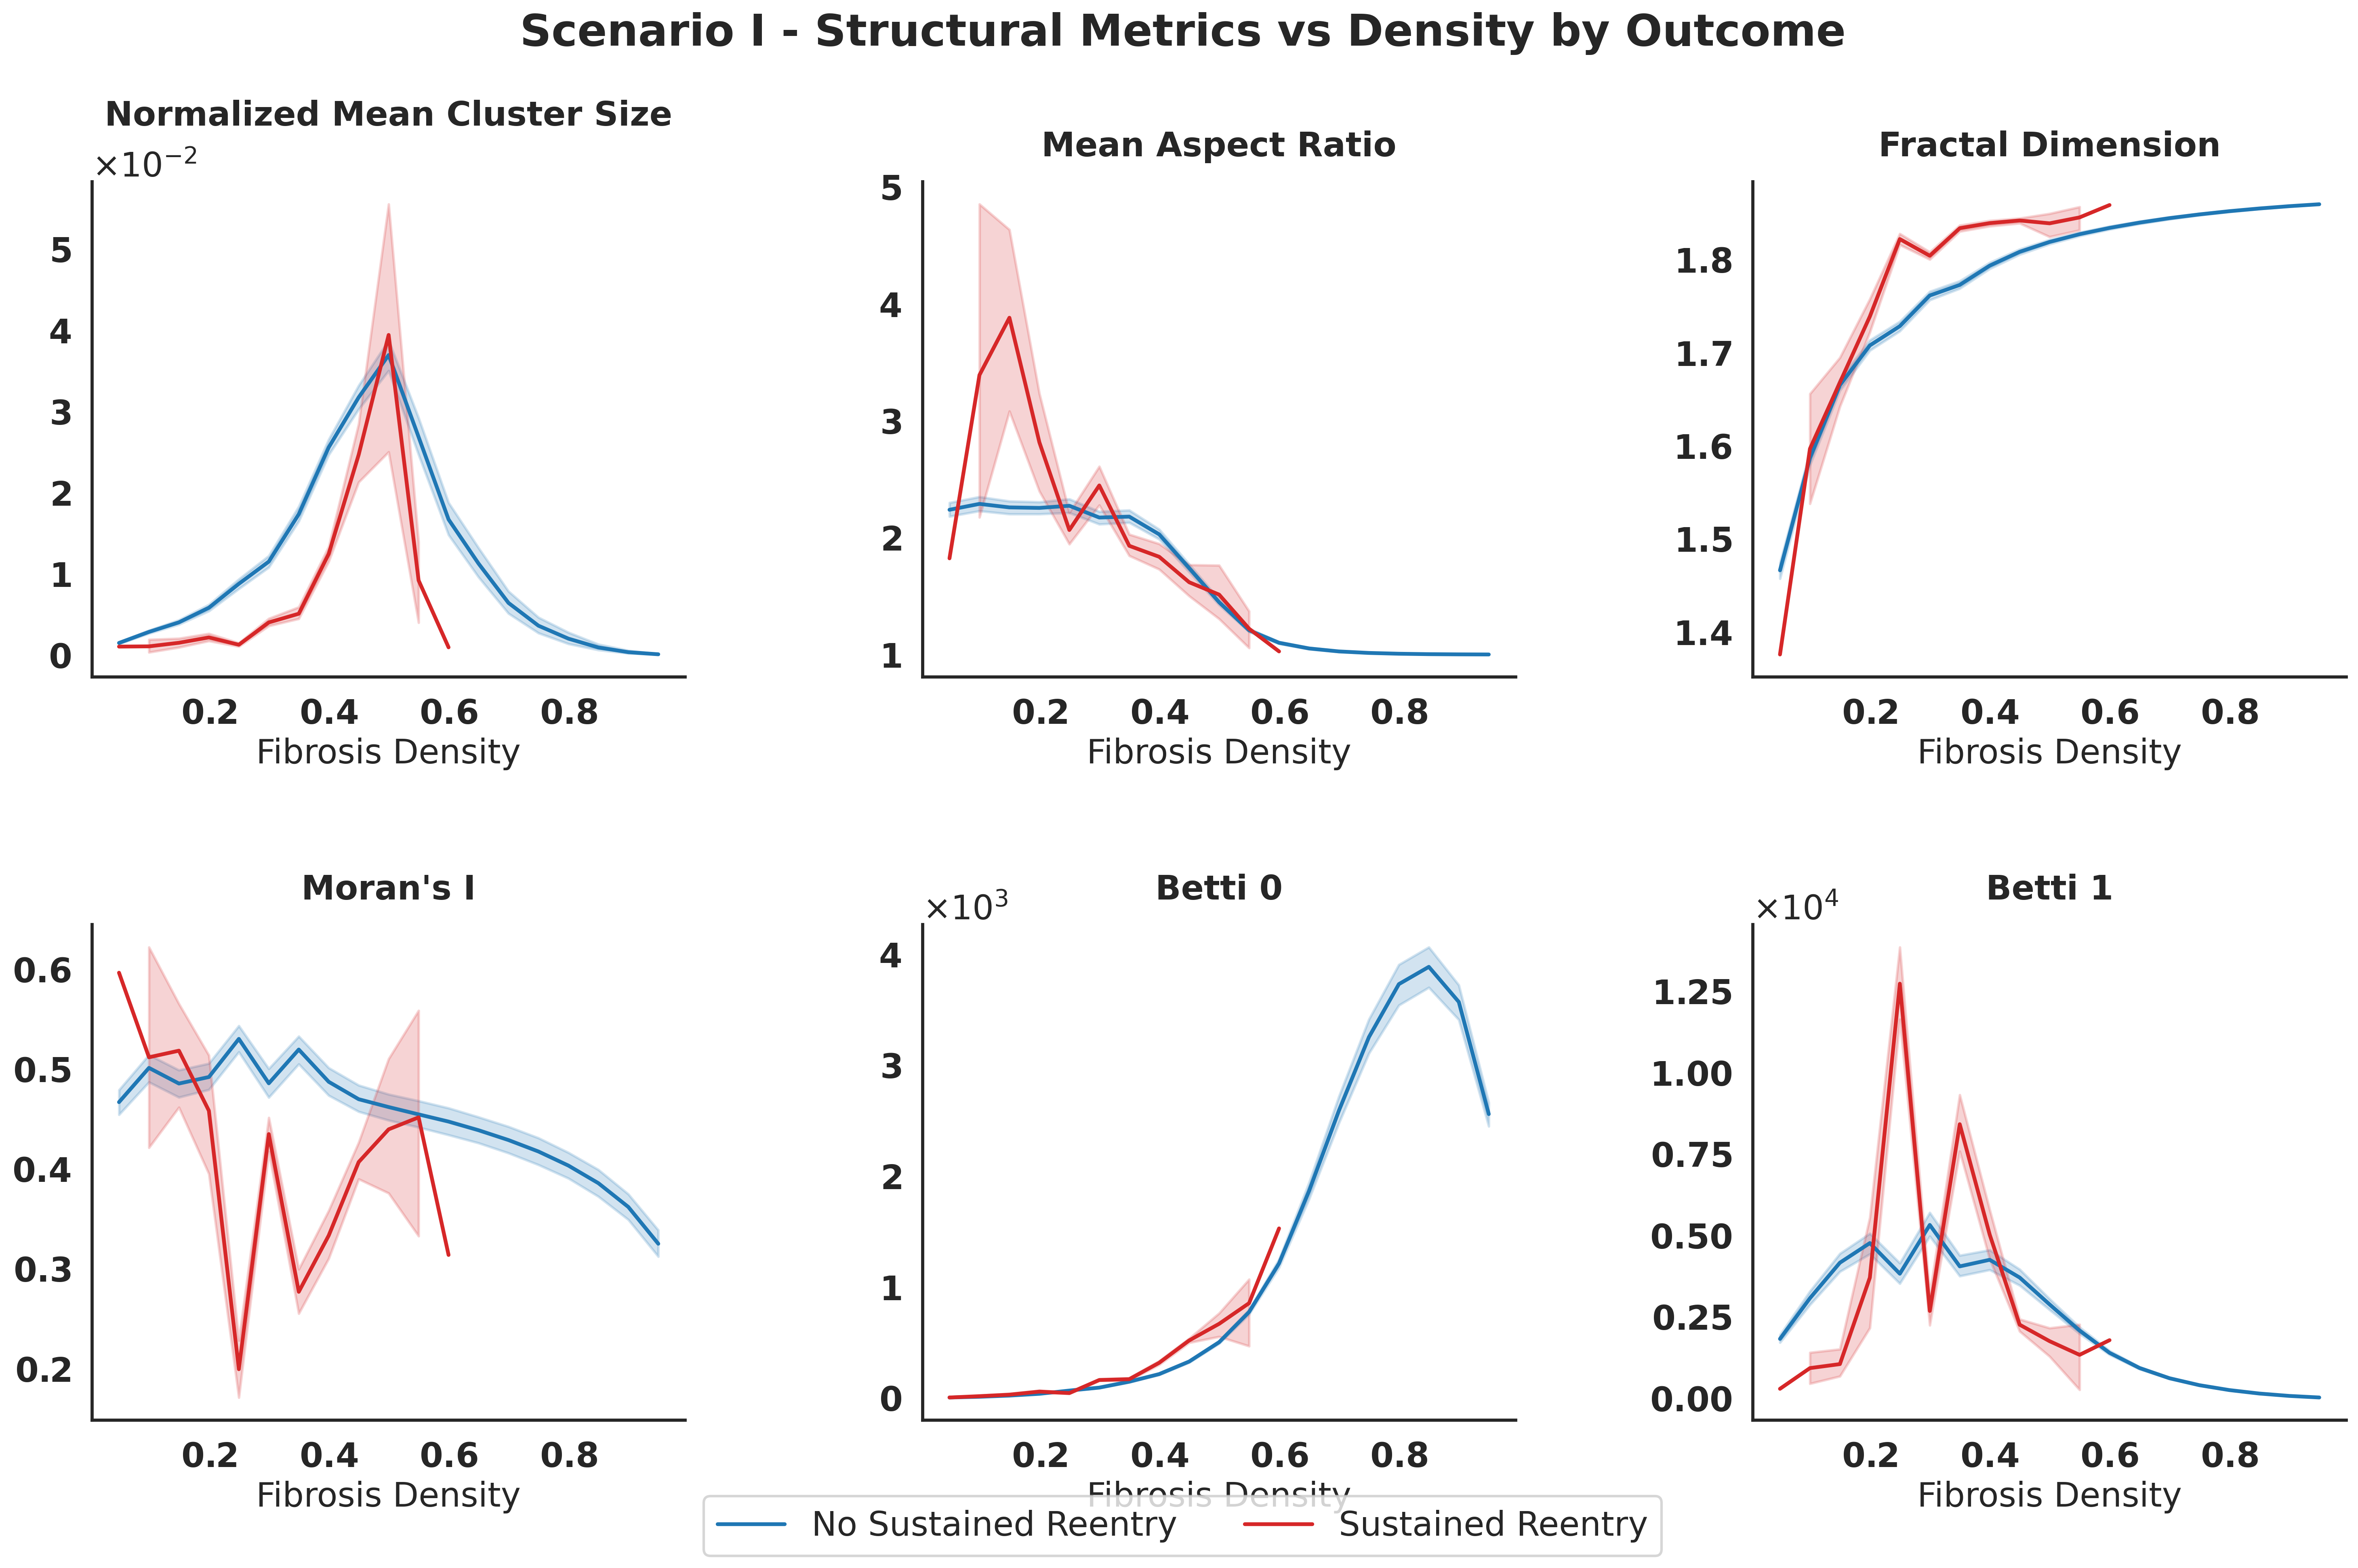 Scenario I - Structural Metrics vs Density by Outcome
Normalized Mean Cluster Size
×10⁻²
5
4
3
2
1
0
0.2 0.4 0.6 0.8
Fibrosis Density
Mean Aspect Ratio
5
4
3
2
1
0.2 0.4 0.6 0.8
Fibrosis Density
Fractal Dimension
1.8
1.7
1.6
1.5
1.4
0.2 0.4 0.6 0.8
Fibrosis Density
Moran's I
0.6
0.5
0.4
0.3
0.2
0.2 0.4 0.6 0.8
Fibrosis Density
Betti 0
×10³
4
3
2
1
0
0.2 0.4 0.6 0.8
Fibrosis Density
Betti 1
×10⁴
1.25
1.00
0.75
0.50
0.25
0.00
0.2 0.4 0.6 0.8
Fibrosis Density
No Sustained Reentry Sustained Reentry